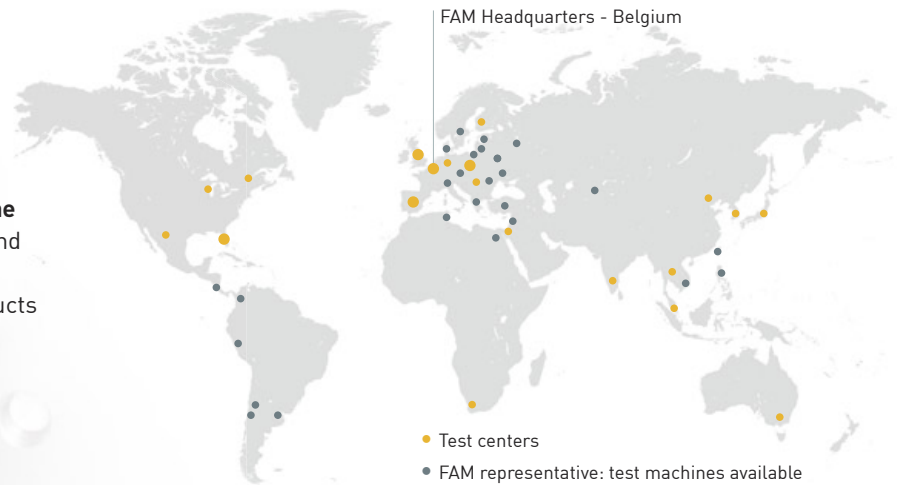 FAM Headquarters - Belgium
ne
nd
ucts
Test centers
FAM representative: test machines available